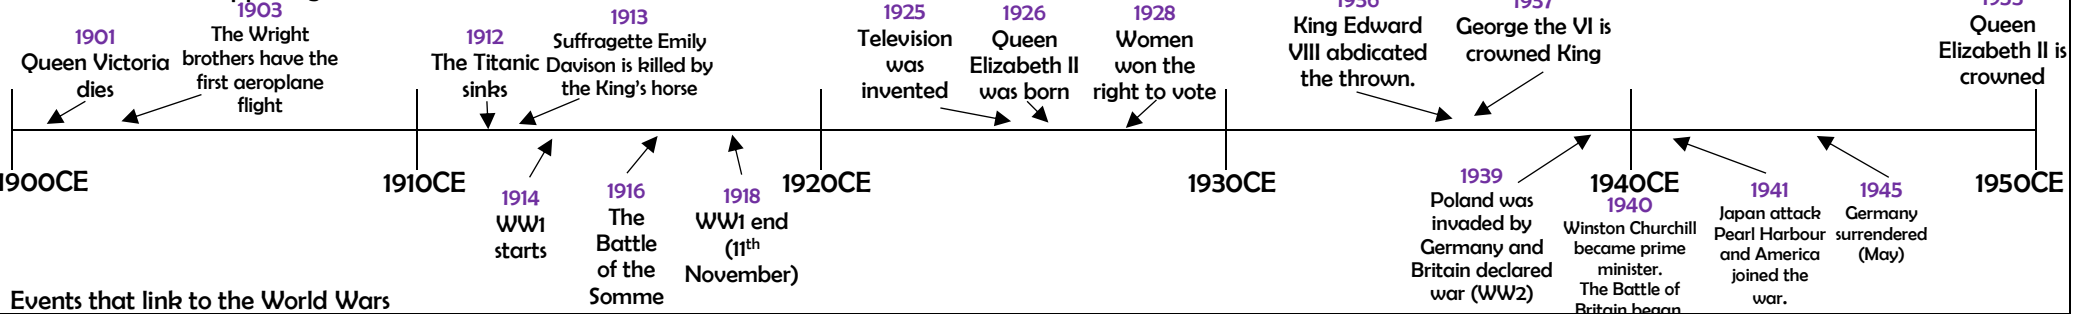 1903
The Wright
brothers have the
first aeroplane
flight
1901
Queen Victoria
dies
1912
The Titanic
sinks
1913
Suffragette Emily
Davison is killed by
the King's horse
1925
Television
was
invented
1926
Queen
Elizabeth II
was born
1928
Women
won the
right to vote
1936
King Edward
VIII abdicated
the thrown.
1937
George the VI is
crowned King
Queen
Elizabeth II is
crowned
1900CE
1910CE
1920CE
1930CE
1940CE
1950CE
1914
WW1
starts
1916
The
Battle
of the
Somme
1918
WW1 end
(11th
November)
1939
Poland was
invaded by
Germany and
Britain declared
war (WW2)
1940
Winston Churchill
became prime
minister.
The Battle of
Britain began
1941
Japan attack
Pearl Harbour
and America
joined the
war.
1945
Germany
surrendered
(May)
Events that link to the World Wars